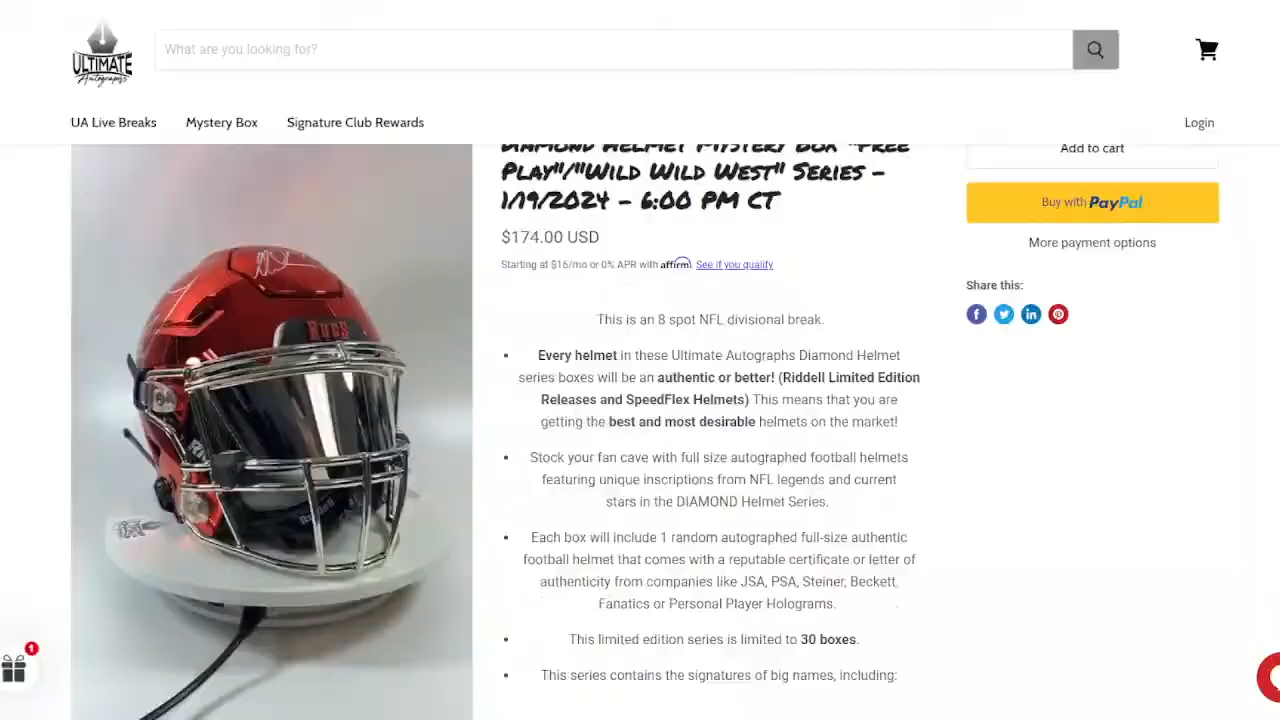 ULTIMATE
Autographs
What are you looking for?
UA Live Breaks
Mystery Box
Signature Club Rewards
Login
Diamond Helmet Mystery Box "Free
Play"/"Wild Wild West" Series -
1/19/2024 - 6:00 PM CT
$174.00 USD
Starting at $16/mo or 0% APR with affirm. See if you qualify
This is an 8 spot NFL divisional break.
• Every helmet in these Ultimate Autographs Diamond Helmet
series boxes will be an authentic or better! (Riddell Limited Edition
Releases and SpeedFlex Helmets) This means that you are
getting the best and most desirable helmets on the market!
• Stock your fan cave with full size autographed football helmets
featuring unique inscriptions from NFL legends and current
stars in the DIAMOND Helmet Series.
• Each box will include 1 random autographed full-size authentic
football helmet that comes with a reputable certificate or letter of
authenticity from companies like JSA, PSA, Steiner, Beckett,
Fanatics or Personal Player Holograms.
• This limited edition series is limited to 30 boxes.
• This series contains the signatures of big names, including:
Add to cart
Buy with PayPal
More payment options
Share this:
1